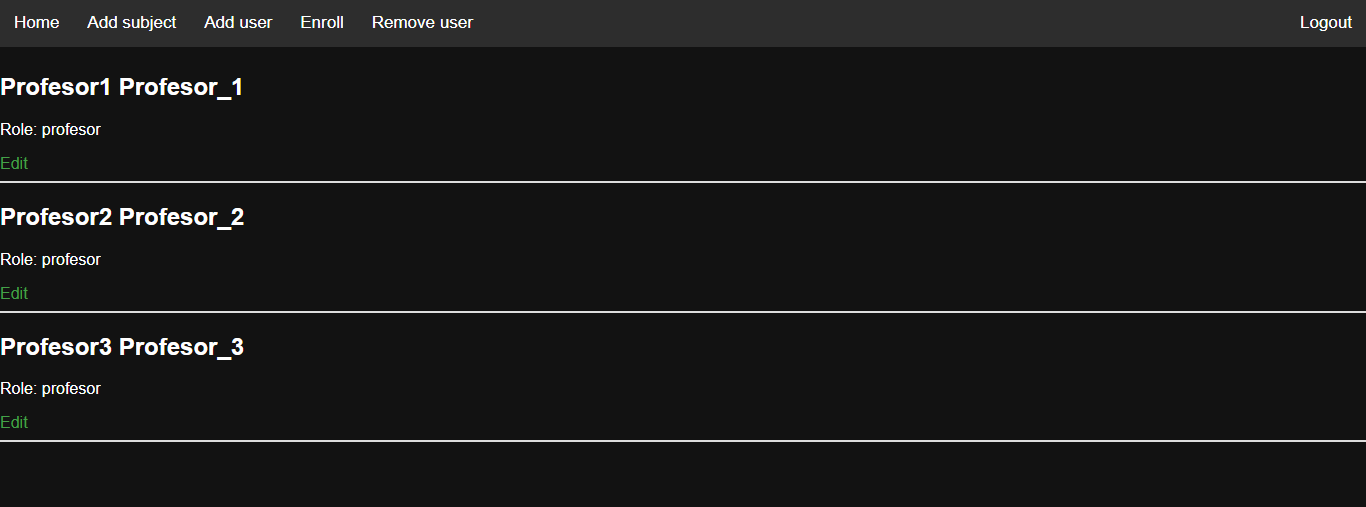 Home Add subject Add user Enroll Remove user Logout
Profesor1 Profesor_1
Role: profesor
Edit
Profesor2 Profesor_2
Role: profesor
Edit
Profesor3 Profesor_3
Role: profesor
Edit